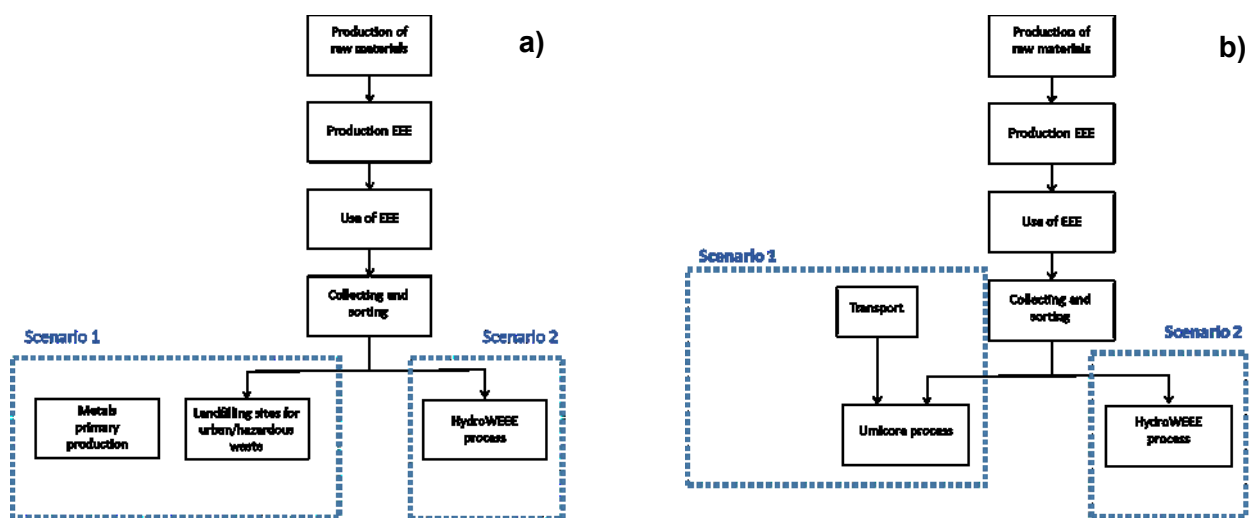 a)
Production of
raw materials
Production EEE
Use of EEE
Collecting and
sorting
Scenario 1
Scenario 2
Metals
primary
production
Landfilling sites for
urban/hazardous
waste
HydroWEEE
process
b)
Production of
raw materials
Production EEE
Use of EEE
Scenario 1
Transport
Collecting and
sorting
Scenario 2
Umicore process
HydroWEEE
process